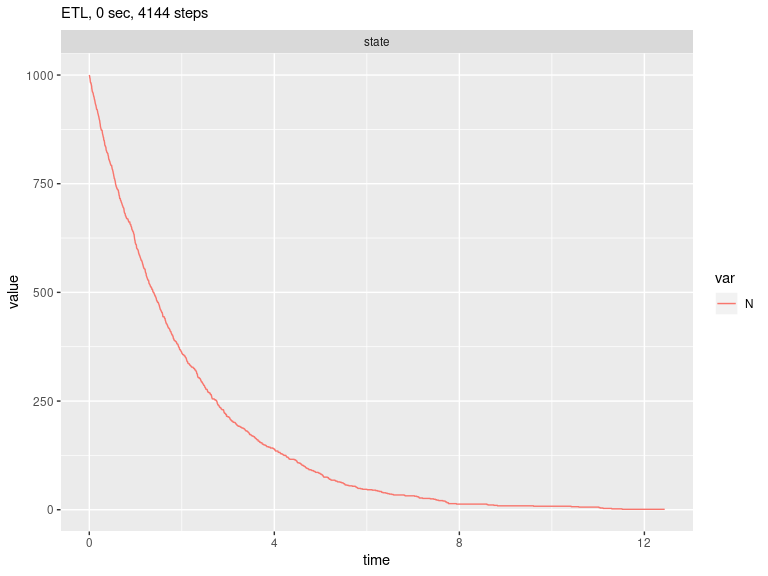 ETL, 0 sec, 4144 steps
state
1000
750
500
250
0
value
0 4 8 12
time
var
N